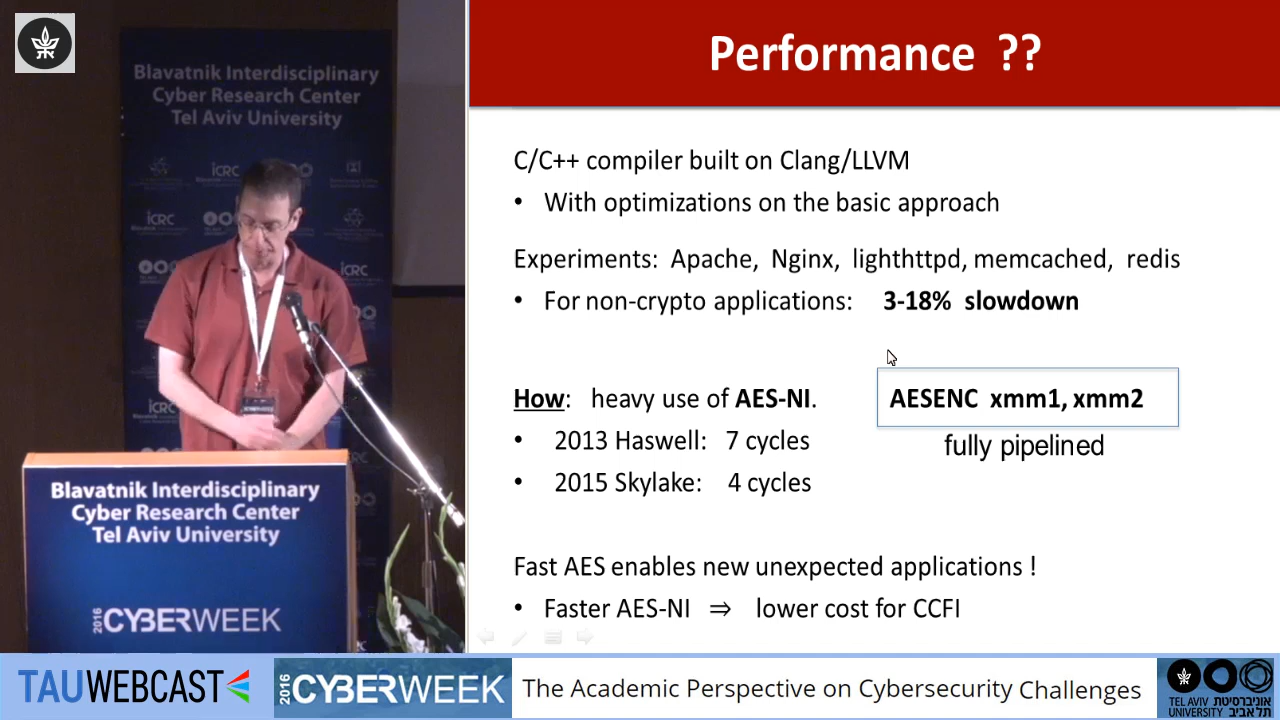 Blavatnik Interdisciplinary
Cyber Research Center
Tel Aviv University
iCRC
iCRC
iCRC
iCRC
Blavatnik Interdisciplinary
Cyber Research Center
Tel Aviv University
2016 CYBERWEEK
Performance ??
C/C++ compiler built on Clang/LLVM
• With optimizations on the basic approach
Experiments: Apache, Nginx, lighthttpd, memcached, redis
• For non-crypto applications: 3-18% slowdown
How: heavy use of AES-NI.
AESENC xmm1, xmm2
fully pipelined
• 2013 Haswell: 7 cycles
• 2015 Skylake: 4 cycles
Fast AES enables new unexpected applications !
• Faster AES-NI ⇒ lower cost for CCFI
TAUWEBCAST
2016 CYBERWEEK
The Academic Perspective on Cybersecurity Challenges
TEL AVIV UNIVERSITY
אוניברסיטת תל אביב